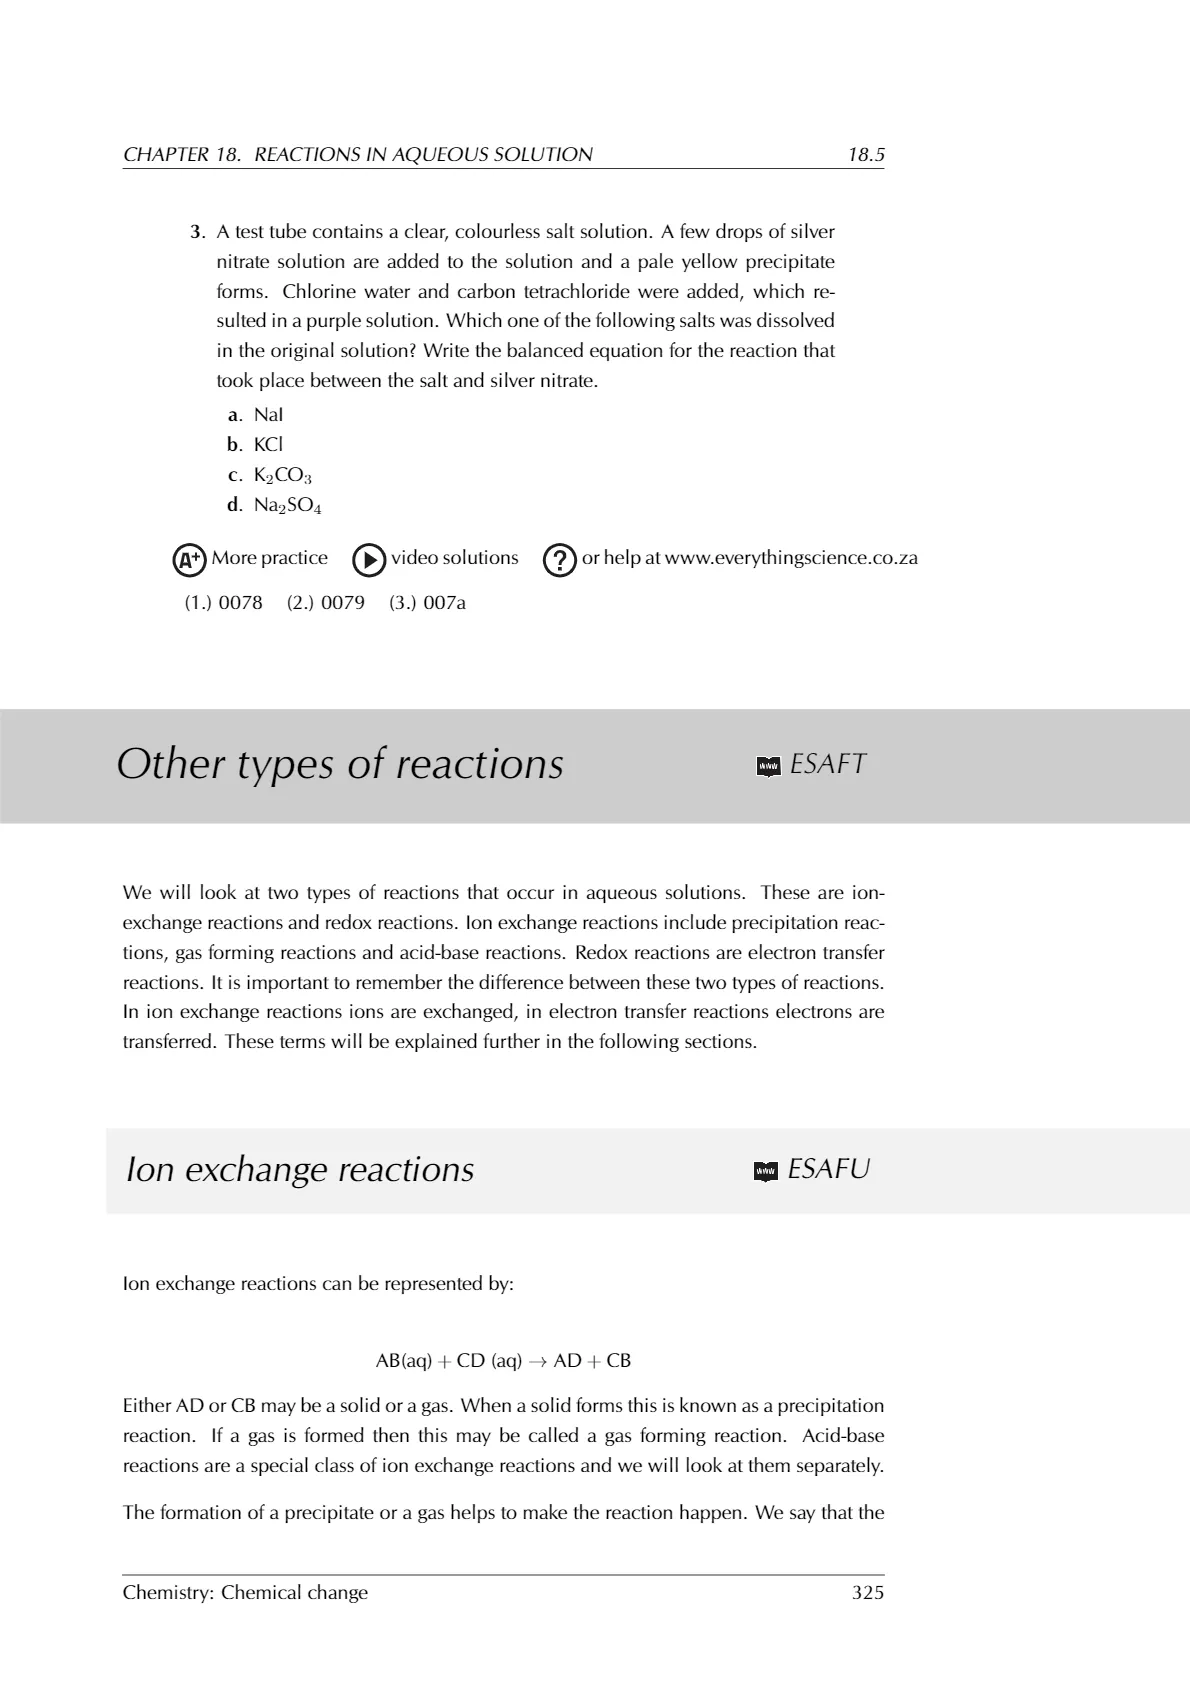 CHAPTER 18. REACTIONS IN AQUEOUS SOLUTION 18.5
3. A test tube contains a clear, colourless salt solution. A few drops of silver
nitrate solution are added to the solution and a pale yellow precipitate
forms. Chlorine water and carbon tetrachloride were added, which re-
sulted in a purple solution. Which one of the following salts was dissolved
in the original solution? Write the balanced equation for the reaction that
took place between the salt and silver nitrate.
a. NaI
b. KCl
c. K₂CO₃
d. Na₂SO₄
A+ More practice video solutions ? or help at www.everythingscience.co.za
(1.) 0078 (2.) 0079 (3.) 007a
Other types of reactions www ESAFT
We will look at two types of reactions that occur in aqueous solutions. These are ion-
exchange reactions and redox reactions. Ion exchange reactions include precipitation reac-
tions, gas forming reactions and acid-base reactions. Redox reactions are electron transfer
reactions. It is important to remember the difference between these two types of reactions.
In ion exchange reactions ions are exchanged, in electron transfer reactions electrons are
transferred. These terms will be explained further in the following sections.
Ion exchange reactions www ESAFU
Ion exchange reactions can be represented by:
AB(aq) + CD (aq) → AD + CB
Either AD or CB may be a solid or a gas. When a solid forms this is known as a precipitation
reaction. If a gas is formed then this may be called a gas forming reaction. Acid-base
reactions are a special class of ion exchange reactions and we will look at them separately.
The formation of a precipitate or a gas helps to make the reaction happen. We say that the
Chemistry: Chemical change 325